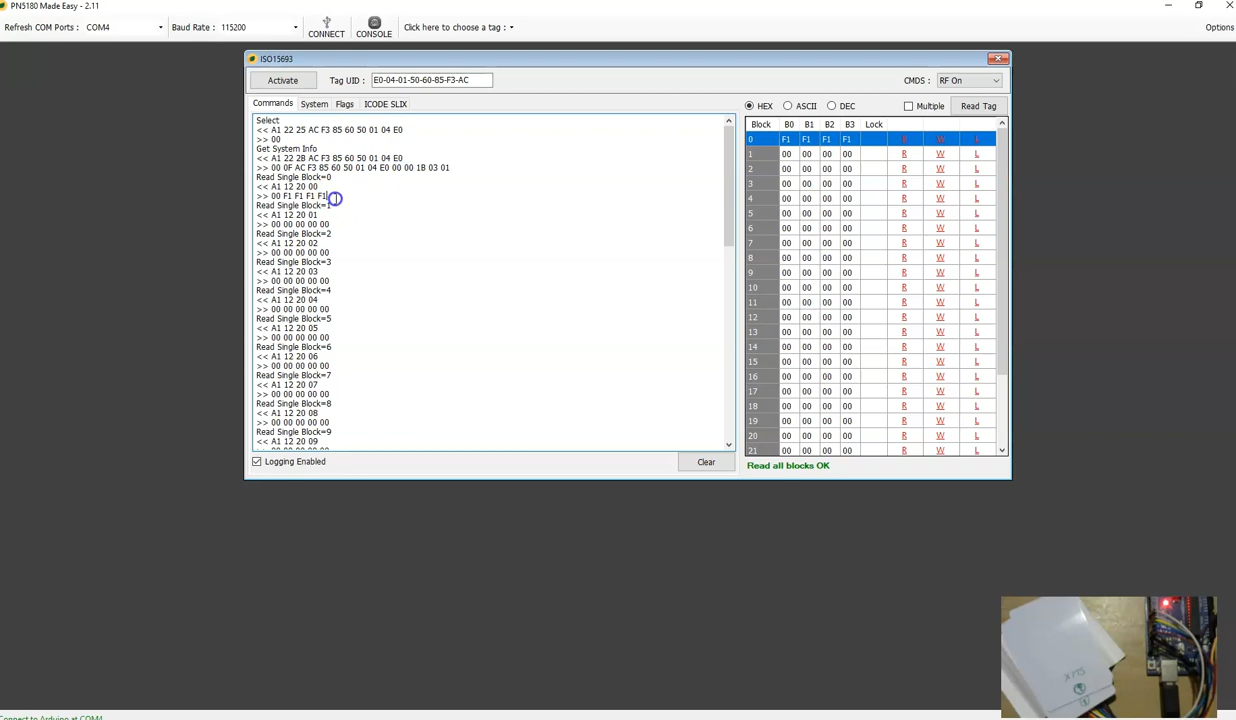 PN5180 Made Easy - 2.11
Refresh COM Ports : COM4 Baud Rate : 115200 CONNECT CONSOLE Click here to choose a tag : Options
ISO15693
Activate Tag UID : E0-04-01-50-60-85-F3-AC CMDS : RF On
Commands System Flags ICODE SLIX HEX ASCII DEC Multiple Read Tag
Select
<< A1 22 25 AC F3 85 60 50 01 04 E0
>> 00
Get System Info
<< A1 22 2B AC F3 85 60 50 01 04 E0
>> 00 0F AC F3 85 60 50 01 04 E0 00 00 1B 03 01
Read Single Block=0
<< A1 12 20 00
>> 00 F1 F1 F1 F1
Read Single Block=1
<< A1 12 20 01
>> 00 00 00 00 00
Read Single Block=2
<< A1 12 20 02
>> 00 00 00 00 00
Read Single Block=3
<< A1 12 20 03
>> 00 00 00 00 00
Read Single Block=4
<< A1 12 20 04
>> 00 00 00 00 00
Read Single Block=5
<< A1 12 20 05
>> 00 00 00 00 00
Read Single Block=6
<< A1 12 20 06
>> 00 00 00 00 00
Read Single Block=7
<< A1 12 20 07
>> 00 00 00 00 00
Read Single Block=8
<< A1 12 20 08
>> 00 00 00 00 00
Read Single Block=9
<< A1 12 20 09
Logging Enabled Clear
Block B0 B1 B2 B3 Lock
0 F1 F1 F1 F1 R W L
1 00 00 00 00 R W L
2 00 00 00 00 R W L
3 00 00 00 00 R W L
4 00 00 00 00 R W L
5 00 00 00 00 R W L
6 00 00 00 00 R W L
7 00 00 00 00 R W L
8 00 00 00 00 R W L
9 00 00 00 00 R W L
10 00 00 00 00 R W L
11 00 00 00 00 R W L
12 00 00 00 00 R W L
13 00 00 00 00 R W L
14 00 00 00 00 R W L
15 00 00 00 00 R W L
16 00 00 00 00 R W L
17 00 00 00 00 R W L
18 00 00 00 00 R W L
19 00 00 00 00 R W L
20 00 00 00 00 R W L
21 00 00 00 00 R W L
Read all blocks OK
SLIX
Connect to Arduino at COM4